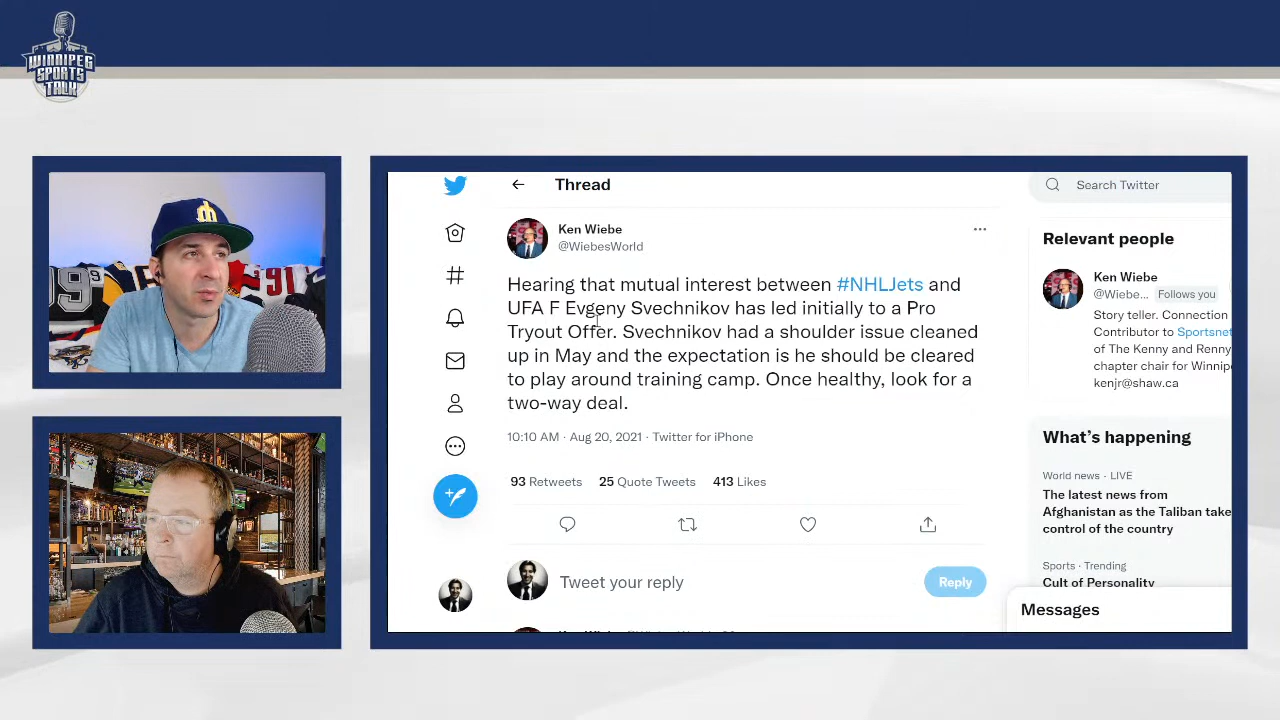 WINNIPEG
SPORTS
TALK
99
91
Thread
Ken Wiebe
@WiebesWorld
Hearing that mutual interest between #NHLJets and
UFA F Evgeny Svechnikov has led initially to a Pro
Tryout Offer. Svechnikov had a shoulder issue cleaned
up in May and the expectation is he should be cleared
to play around training camp. Once healthy, look for a
two-way deal.
10:10 AM · Aug 20, 2021 · Twitter for iPhone
93 Retweets 25 Quote Tweets 413 Likes
Tweet your reply
Reply
Search Twitter
Relevant people
Ken Wiebe
@Wiebe... Follows you
Story teller. Connection
Contributor to Sportsnet
of The Kenny and Renny
chapter chair for Winnip
kenjr@shaw.ca
What's happening
World news · LIVE
The latest news from
Afghanistan as the Taliban take
control of the country
Sports · Trending
Cult of Personality
Messages